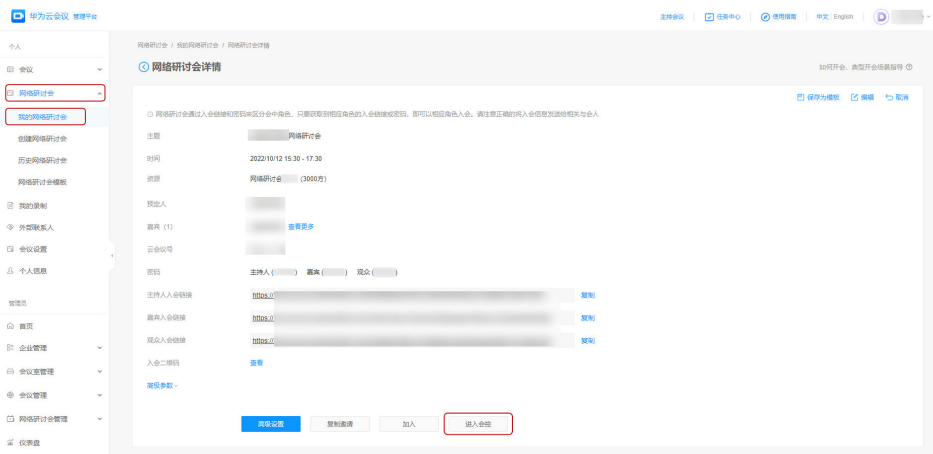 华为云会议 管理平台
主持会议 任务中心 使用指南 中文 | English D
个人
会议
网络研讨会
我的网络研讨会
创建网络研讨会
历史网络研讨会
网络研讨会模板
我的录制
外部联系人
会议设置
个人信息
管理员
首页
企业管理
会议室管理
会议管理
网络研讨会管理
仪表盘
网络研讨会 / 我的网络研讨会 / 网络研讨会详情
网络研讨会详情
如何开会、典型开会场景指导
保存为模板 编辑 取消
网络研讨会通过入会链接和密码来区分会中角色，只要获取到相应角色的入会链接或密码，即可以相应角色入会。请注意正确的将入会信息发送给相关与会人
主题 网络研讨会
时间 2022/10/12 15:30 - 17:30
资源 网络研讨会 (3000方)
预定人
嘉宾（1） 查看更多
云会议号
密码 主持人 ( ) 嘉宾 ( ) 观众 ( )
主持人入会链接 https:// 复制
嘉宾入会链接 https:// 复制
观众入会链接 https:// 复制
入会二维码 查看
高级参数
高级设置 复制邀请 加入 进入会控